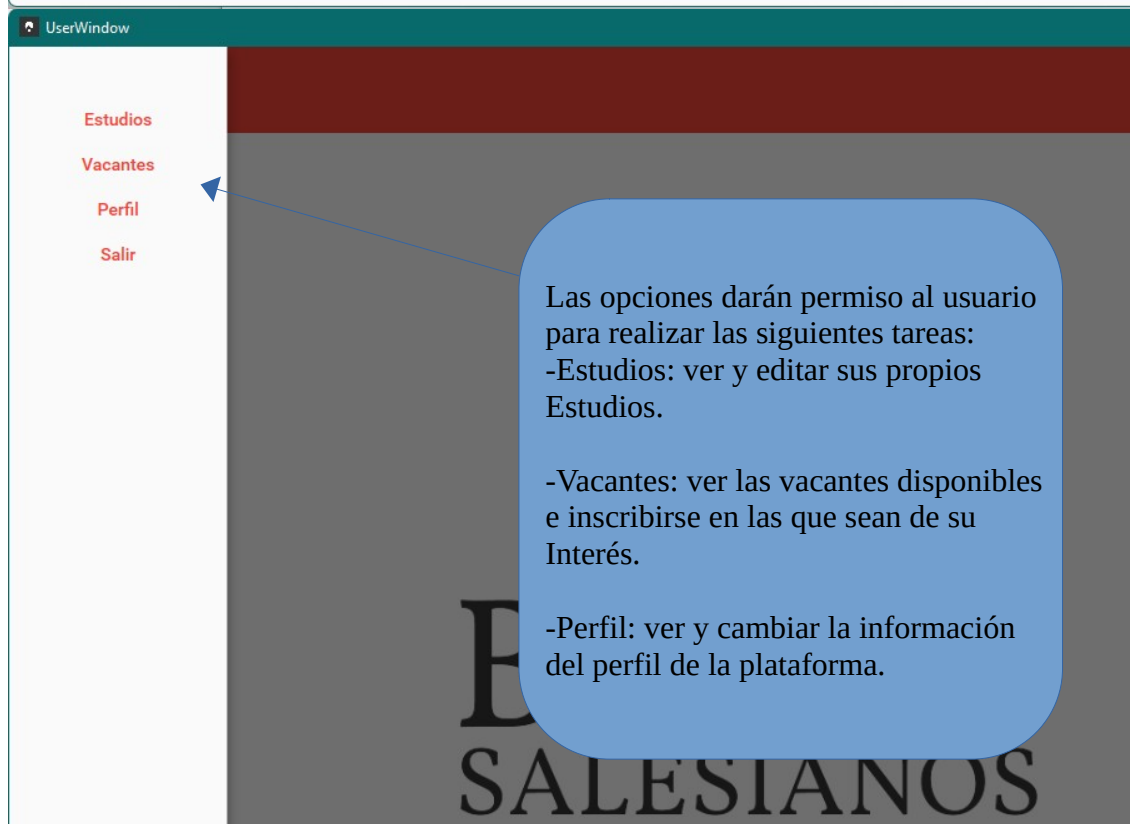 UserWindow
Estudios
Vacantes
Perfil
Salir
Las opciones darán permiso al usuario
para realizar las siguientes tareas:
-Estudios: ver y editar sus propios
Estudios.
-Vacantes: ver las vacantes disponibles
e inscribirse en las que sean de su
Interés.
-Perfil: ver y cambiar la información
del perfil de la plataforma.
SALESIANOS